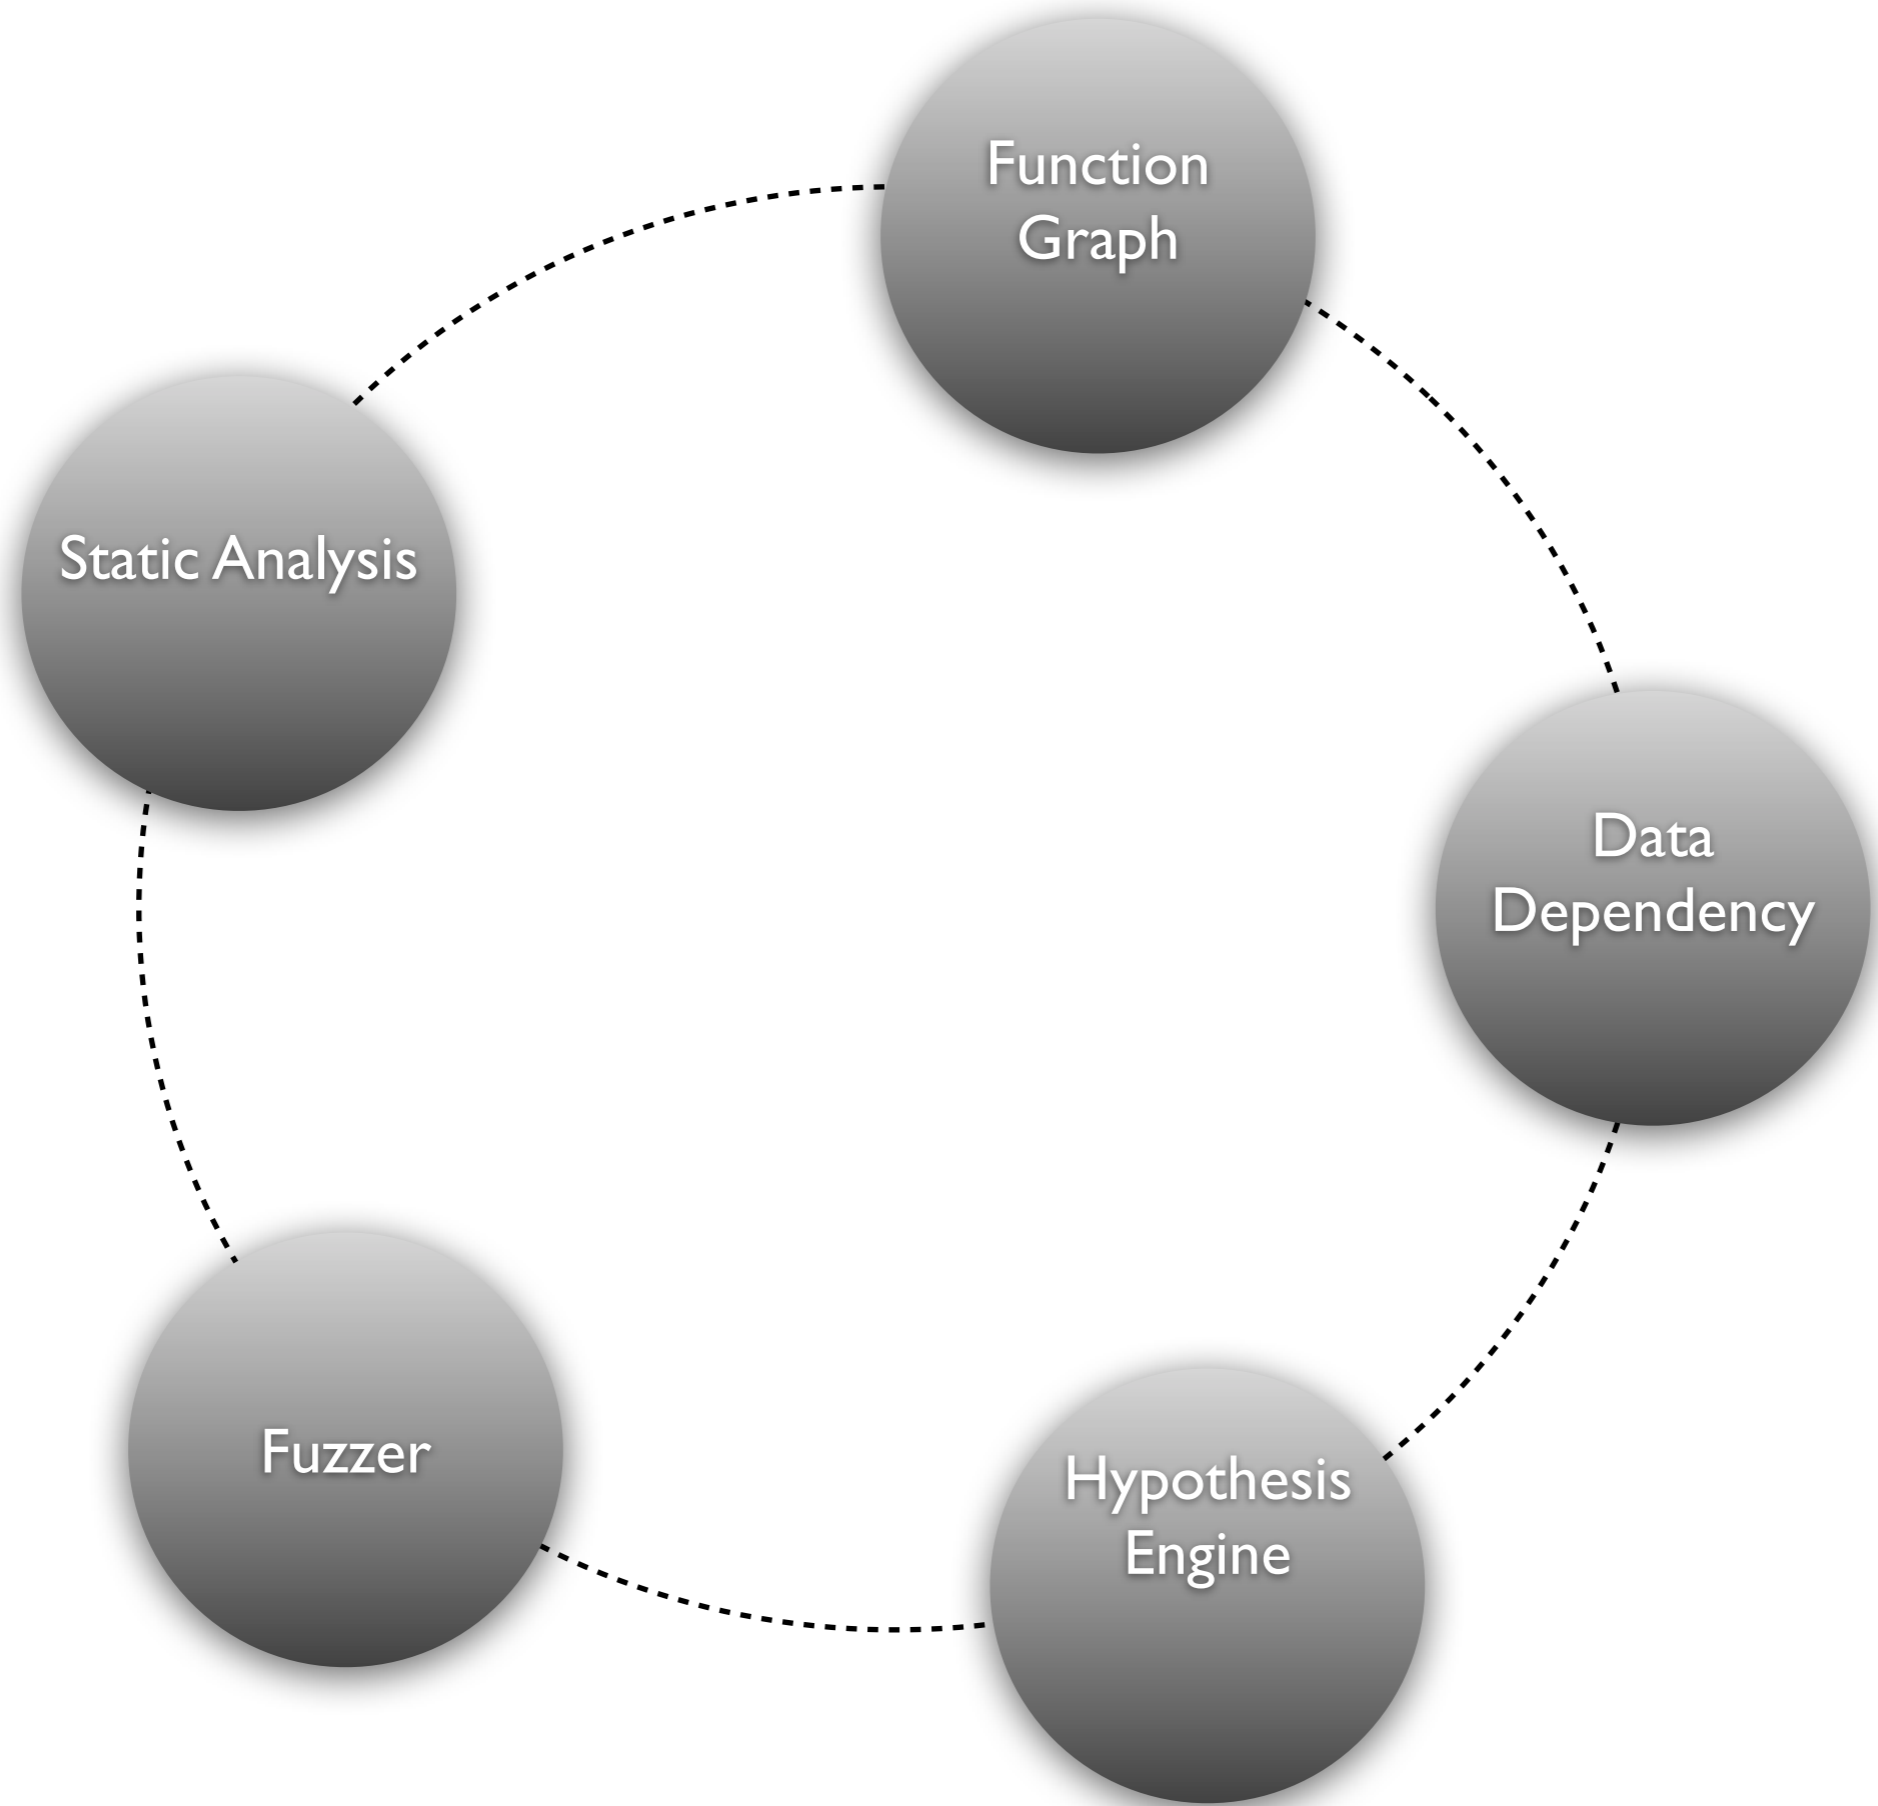 Function
Graph
Static Analysis
Data
Dependency
Fuzzer
Hypothesis
Engine